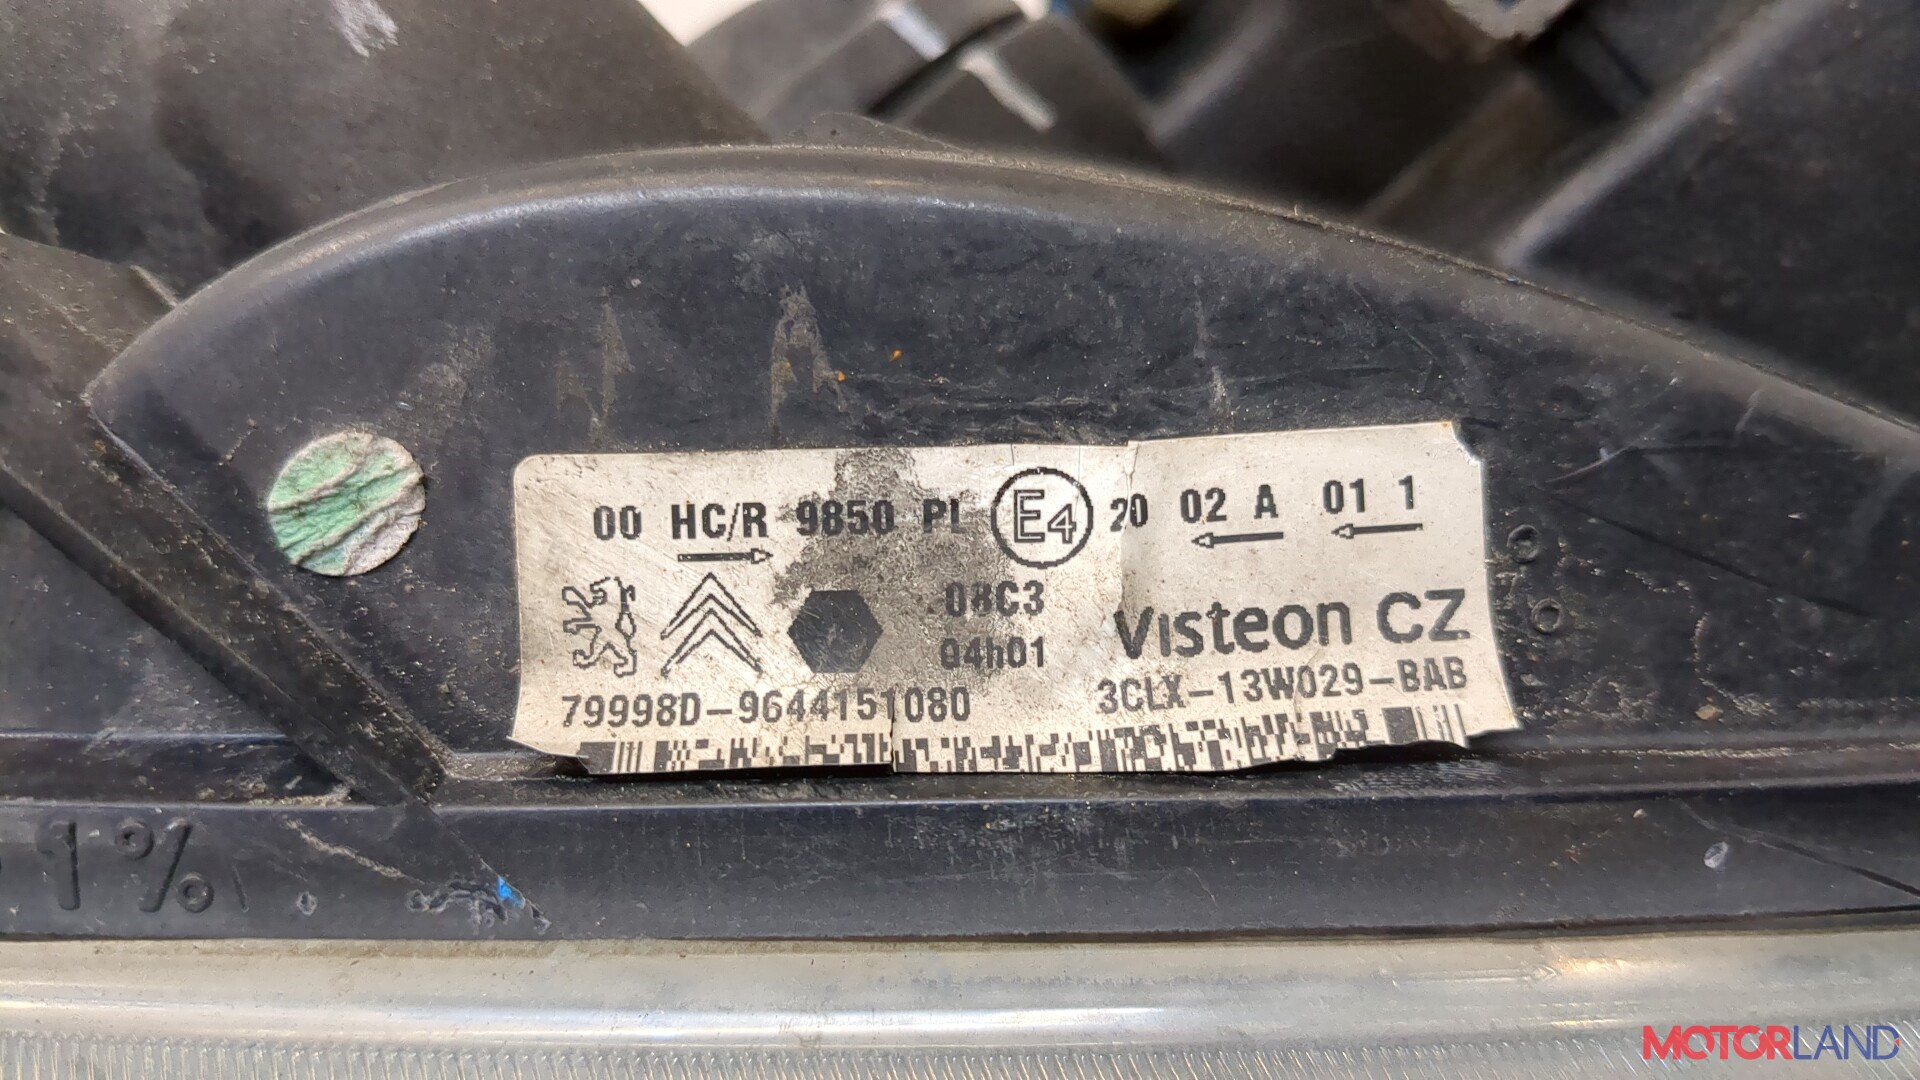 00 HC/R 9850 PL E4 20 02 A 01 1
08C3
04h01
Visteon CZ
79998D-9644151080
3CLX-13W029-BAB
1%
MOTORLAND